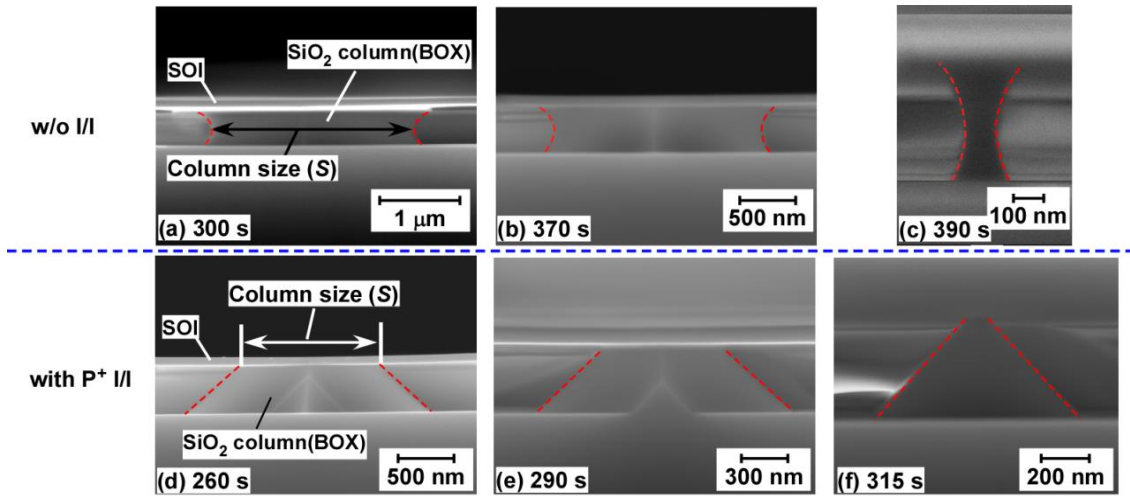 w/o I/I
SOI
SiO₂ column(BOX)
Column size (S)
1 μm
(a) 300 s
500 nm
(b) 370 s
100 nm
(c) 390 s
with P⁺ I/I
Column size (S)
SOI
SiO₂ column(BOX)
500 nm
(d) 260 s
300 nm
(e) 290 s
200 nm
(f) 315 s